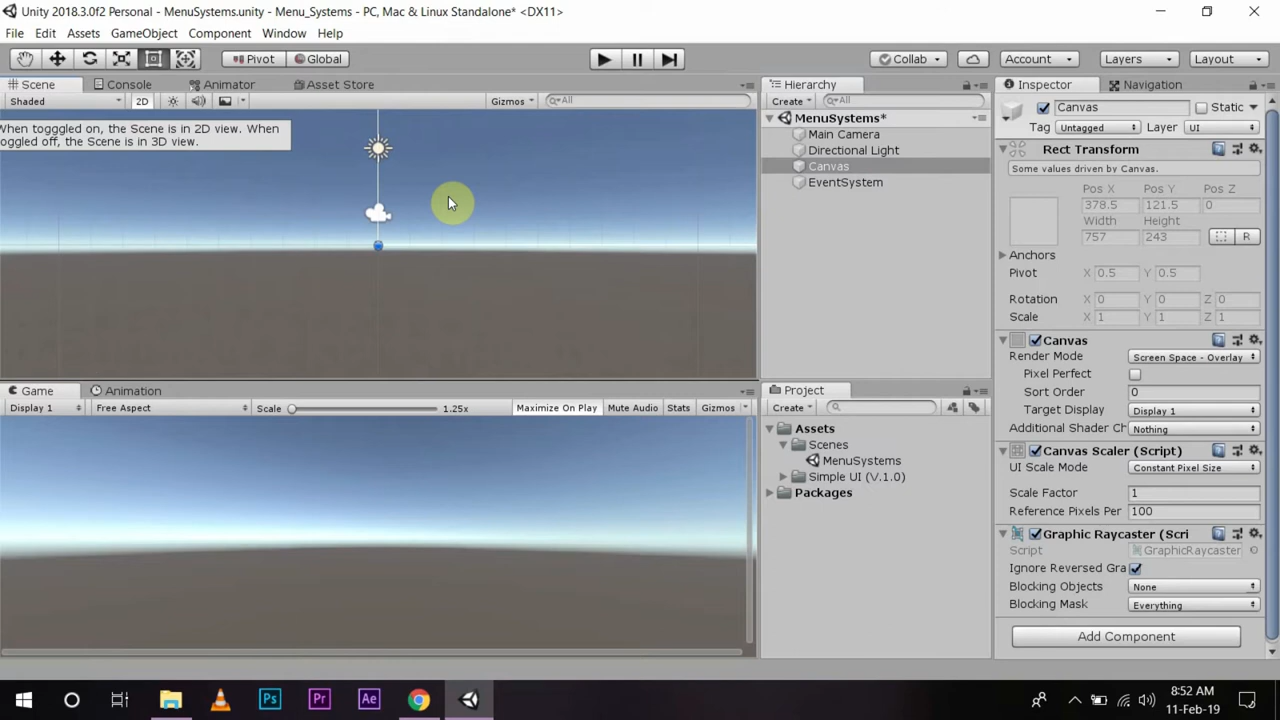 Unity 2018.3.0f2 Personal - MenuSystems.unity - Menu_Systems - PC, Mac & Linux Standalone* <DX11>
File Edit Assets GameObject Component Window Help
Pivot Global Collab Account Layers Layout
Scene Console Animator Asset Store
Shaded 2D Gizmos All
When togggled on, the Scene is in 2D view. When
oggled off, the Scene is in 3D view.
Hierarchy
Create All
MenuSystems*
Main Camera
Directional Light
Canvas
EventSystem
Inspector Navigation
Canvas Static
Tag Untagged Layer UI
Rect Transform
Some values driven by Canvas.
Pos X Pos Y Pos Z
378.5 121.5 0
Width Height
757 243 R
Anchors
Pivot X 0.5 Y 0.5
Rotation X 0 Y 0 Z 0
Scale X 1 Y 1 Z 1
Canvas
Render Mode Screen Space - Overlay
Pixel Perfect
Sort Order 0
Target Display Display 1
Additional Shader Ch Nothing
Canvas Scaler (Script)
UI Scale Mode Constant Pixel Size
Scale Factor 1
Reference Pixels Per 100
Graphic Raycaster (Scri
Script GraphicRaycaster
Ignore Reversed Gra
Blocking Objects None
Blocking Mask Everything
Add Component
Game Animation
Display 1 Free Aspect Scale 1.25x Maximize On Play Mute Audio Stats Gizmos
Project
Create
Assets
Scenes
MenuSystems
Simple UI (V.1.0)
Packages
Ps Pr Ae
8:52 AM
11-Feb-19